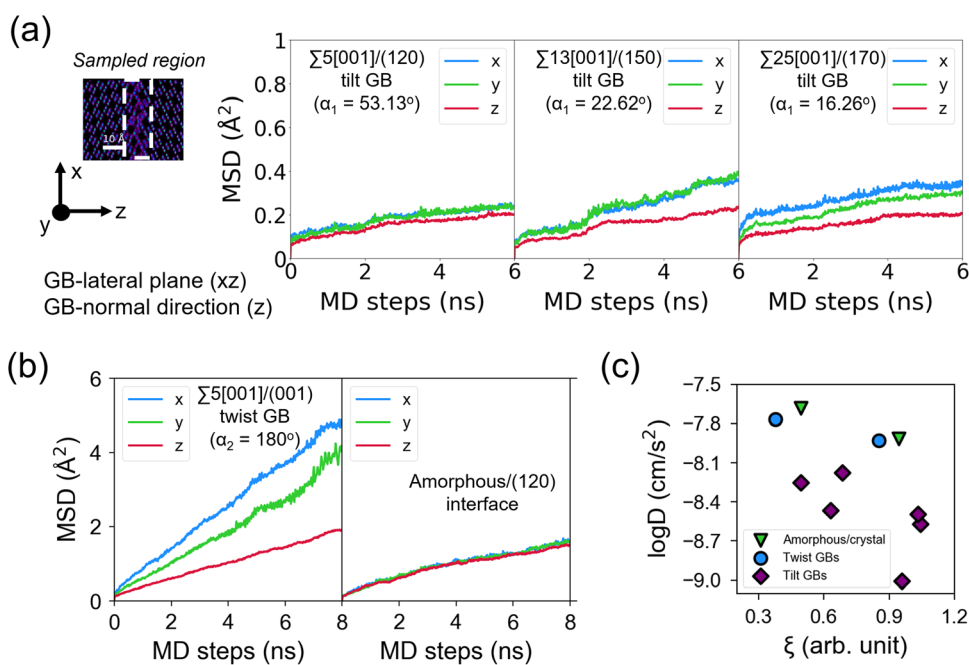 (a)
Sampled region
10 Å
x
y
z
GB-lateral plane (xz)
GB-normal direction (z)
MSD (Å²)
1
0.8
0.6
0.4
0.2
0
∑5[001]/(120)
tilt GB
(α₁ = 53.13ᵒ)
x
y
z
∑13[001]/(150)
tilt GB
(α₁ = 22.62ᵒ)
x
y
z
∑25[001]/(170)
tilt GB
(α₁ = 16.26ᵒ)
x
y
z
0 2 4 6 2 4 6 2 4 6
MD steps (ns) MD steps (ns) MD steps (ns)
(b)
MSD (Å²)
6
4
2
0
x
y
z
∑5[001]/(001)
twist GB
(α₂ = 180ᵒ)
x
y
z
Amorphous/(120)
interface
0 2 4 6 8 2 4 6 8
MD steps (ns) MD steps (ns)
(c)
logD (cm/s²)
−7.5
−7.8
−8.1
−8.4
−8.7
−9.0
Amorphous/crystal
Twist GBs
Tilt GBs
0.3 0.6 0.9 1.2
ξ (arb. unit)